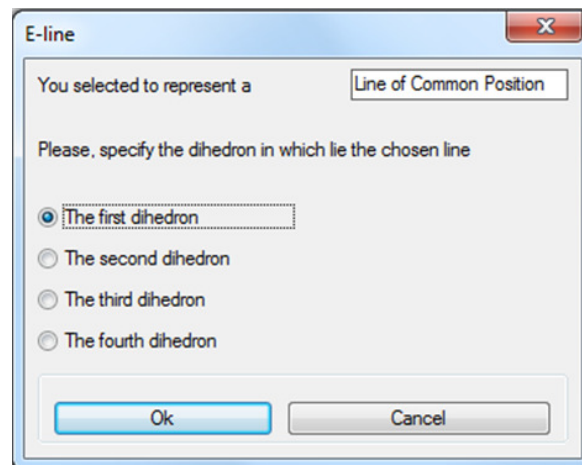 E-line
You selected to represent a Line of Common Position
Please, specify the dihedron in which lie the chosen line
The first dihedron
The second dihedron
The third dihedron
The fourth dihedron
Ok Cancel